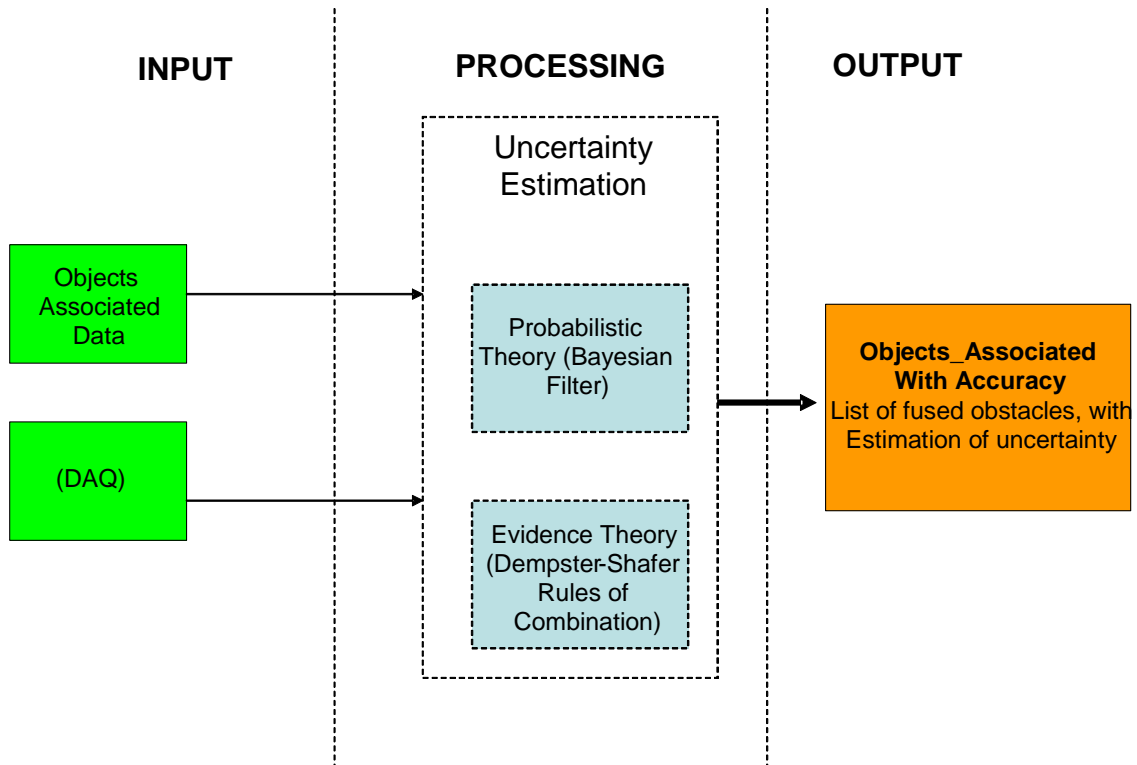 INPUT
PROCESSING
OUTPUT
Uncertainty
Estimation
Objects
Associated
Data
(DAQ)
Probabilistic
Theory (Bayesian
Filter)
Evidence Theory
(Dempster-Shafer
Rules of
Combination)
Objects_Associated
With Accuracy
List of fused obstacles, with
Estimation of uncertainty